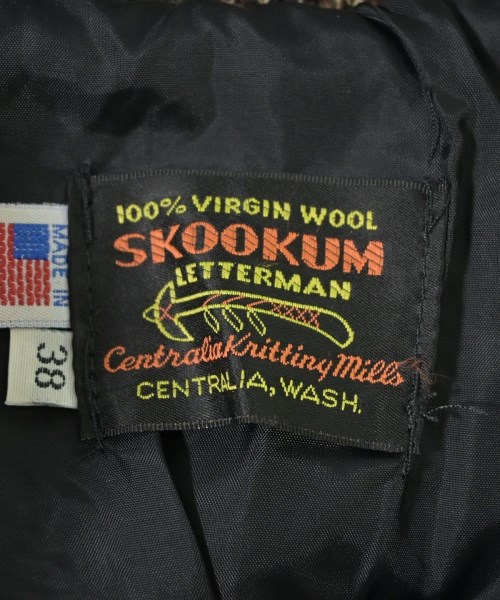 100% VIRGIN WOOL
SKOOKUM
LETTERMAN
Centralia Knitting Mills
CENTRALIA, WASH.
MADE IN
38